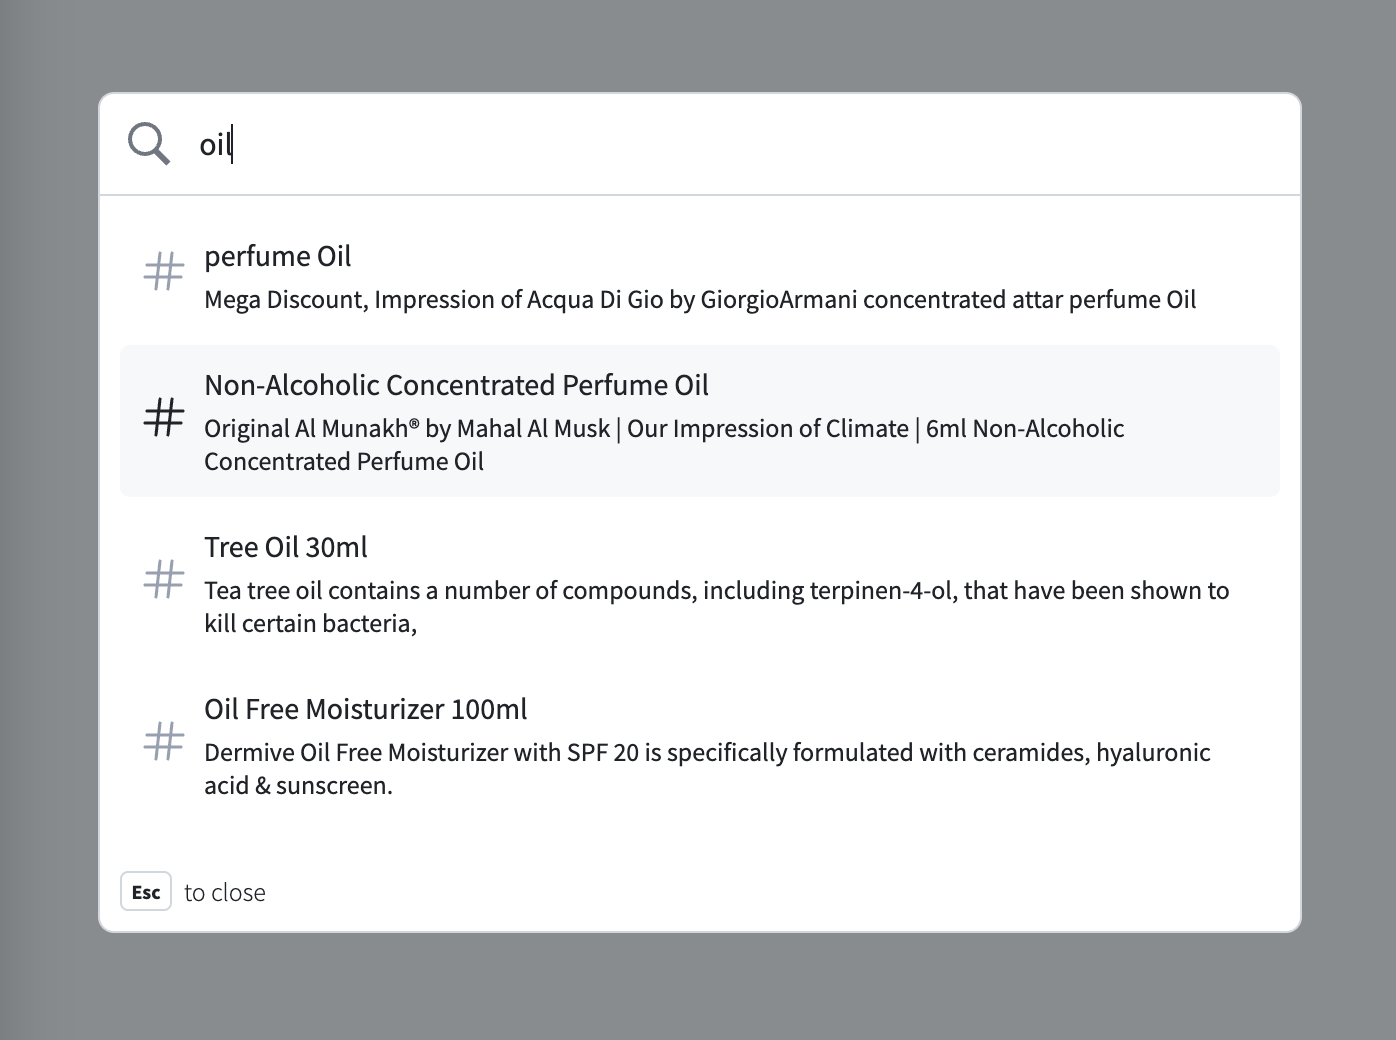 oil
perfume Oil
Mega Discount, Impression of Acqua Di Gio by GiorgioArmani concentrated attar perfume Oil
Non-Alcoholic Concentrated Perfume Oil
Original Al Munakh® by Mahal Al Musk | Our Impression of Climate | 6ml Non-Alcoholic
Concentrated Perfume Oil
Tree Oil 30ml
Tea tree oil contains a number of compounds, including terpinen-4-ol, that have been shown to
kill certain bacteria,
Oil Free Moisturizer 100ml
Dermive Oil Free Moisturizer with SPF 20 is specifically formulated with ceramides, hyaluronic
acid & sunscreen.
Esc to close